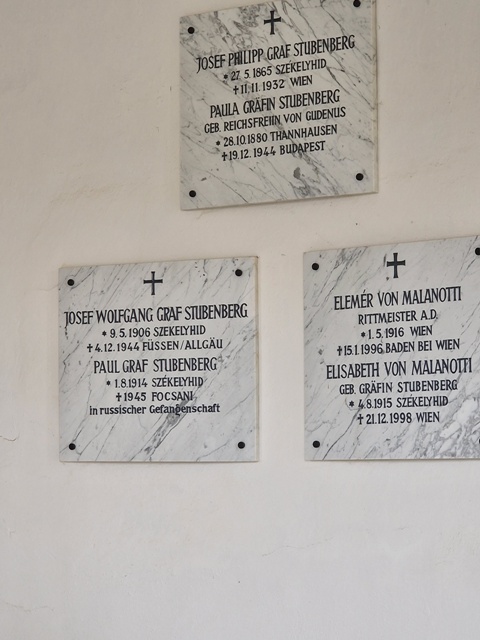 JOSEF PHILIPP GRAF STUBENBERG
* 27. 5. 1865 SZÉKELYHID
† 11. 11. 1932 WIEN
PAULA GRÄFIN STUBENBERG
GEB. REICHSFREIIN VON GUDENUS
* 28.10.1880 THANNHAUSEN
† 19.12. 1944 BUDAPEST
JOSEF WOLFGANG GRAF STUBENBERG
* 9. 5. 1906 SZEKELYHID
† 4.12. 1944 FÜSSEN/ALLGÄU
PAUL GRAF STUBENBERG
* 1.8.1914 SZÉKELYHID
† 1945 FOCSANI
in russischer Gefangenschaft
ELEMÉR VON MALANOTTI
RITTMEISTER A.D.
* 1. 5. 1916 WIEN
† 15.1. 1996 BADEN BEI WIEN
ELISABETH VON MALANOTTI
GEB. GRÄFIN STUBENBERG
* 4.8.1915 SZÉKELYHID
† 21.12. 1998 WIEN